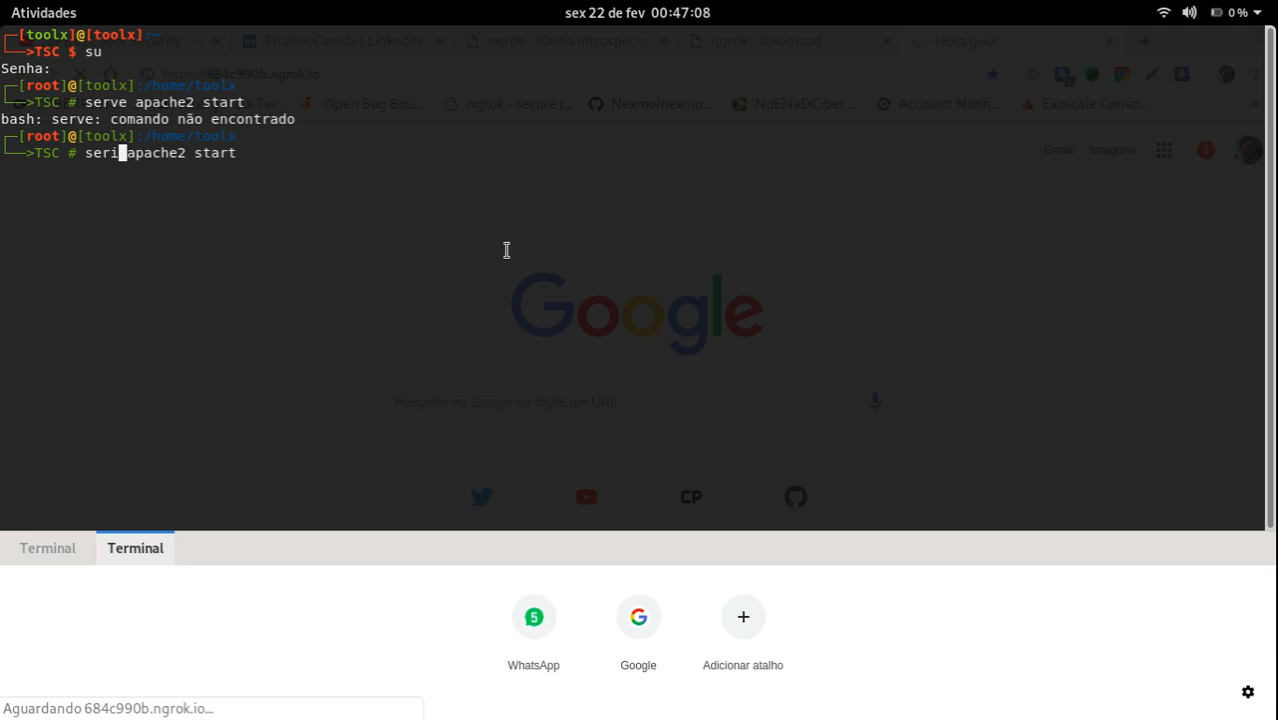 Atividades
sex 22 de fev 00:47:08
0 %
┌─[toolx]@[toolx]:~
└──>TSC $ su
Senha:
┌─[root]@[toolx]:/home/toolx
└──>TSC # serve apache2 start
bash: serve: comando não encontrado
┌─[root]@[toolx]:/home/toolx
└──>TSC # seri apache2 start
Thalles Canela | LinkedIn
ngrok - túneis introspec
ngrok - download
Nova guia
684c990b.ngrok.io
Open Bug Bou...
ngrok - secure i...
Nexmo/nexmo...
NuENaDCiber ...
Account: Notifi...
Exoscale Conso...
Gmail
Imagens
1
Google
Pesquise no Google ou digite um URL
CP
Terminal
Terminal
5
WhatsApp
Google
Adicionar atalho
Aguardando 684c990b.ngrok.io...